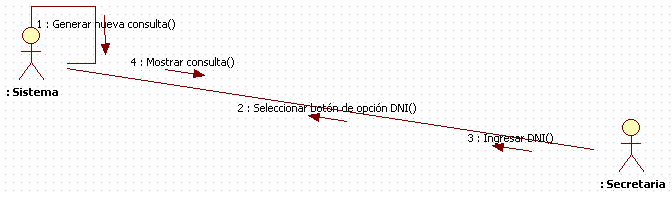 1 : Generar nueva consulta()
4 : Mostrar consulta()
: Sistema
2 : Seleccionar botón de opción DNI()
3 : Ingresar DNI()
: Secretaria